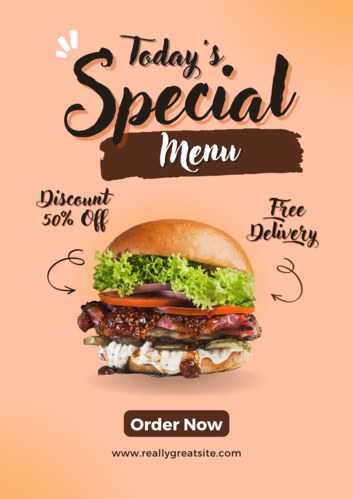 Today's
Special
Menu
Discount
50% Off
Free
Delivery
Order Now
www.reallygreatsite.com